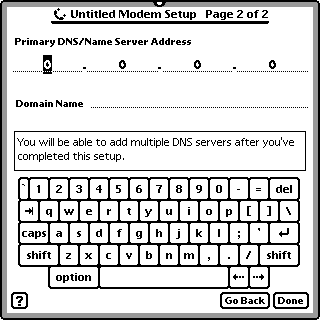 Untitled Modem Setup Page 2 of 2
Primary DNS/Name Server Address
0 . 0 . 0 . 0
Domain Name
You will be able to add multiple DNS servers after you've
completed this setup.
` 1 2 3 4 5 6 7 8 9 0 - = del
⇥ q w e r t y u i o p [ ] \
caps a s d f g h j k l ; ' ↵
shift z x c v b n m , . / shift
option ← →
? Go Back Done